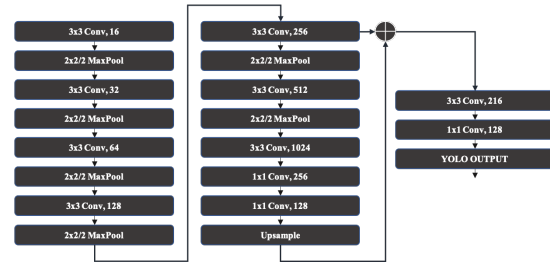 3x3 Conv, 16
2x2/2 MaxPool
3x3 Conv, 32
2x2/2 MaxPool
3x3 Conv, 64
2x2/2 MaxPool
3x3 Conv, 128
2x2/2 MaxPool
3x3 Conv, 256
2x2/2 MaxPool
3x3 Conv, 512
2x2/2 MaxPool
3x3 Conv, 1024
1x1 Conv, 256
1x1 Conv, 128
Upsample
3x3 Conv, 216
1x1 Conv, 128
YOLO OUTPUT